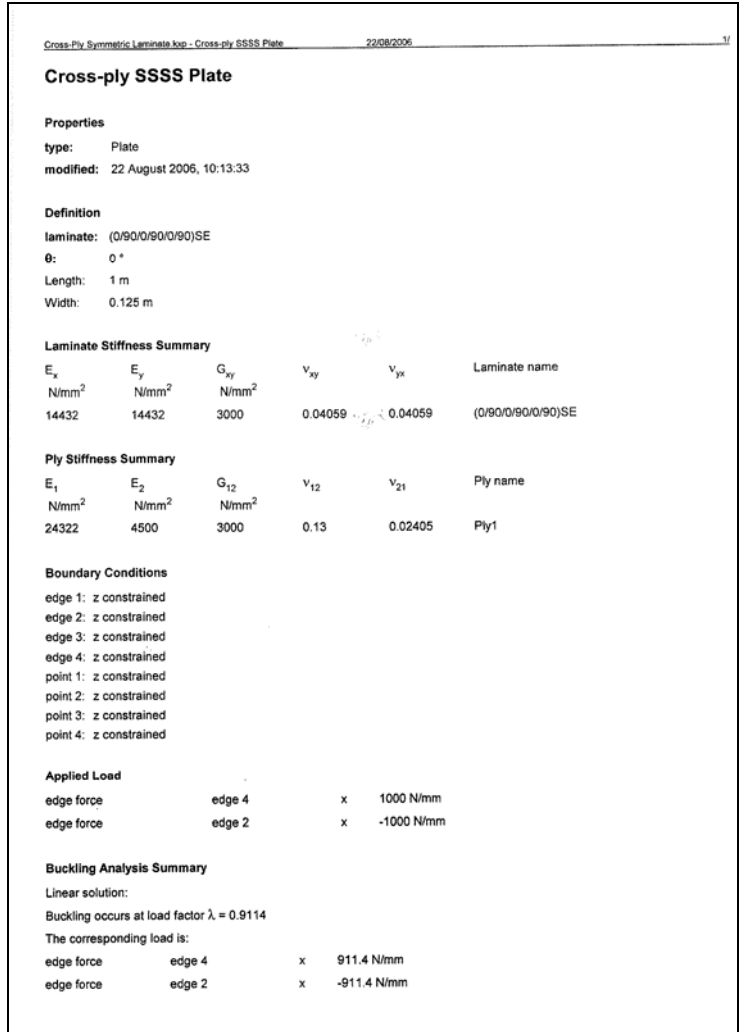 Cross-Ply Symmetric Laminate.kxp - Cross-ply SSSS Plate 22/08/2006 1/
Cross-ply SSSS Plate
Properties
type: Plate
modified: 22 August 2006, 10:13:33
Definition
laminate: (0/90/0/90/0/90)SE
θ: 0 °
Length: 1 m
Width: 0.125 m
Laminate Stiffness Summary
Ex Ey Gxy νxy νyx Laminate name
N/mm² N/mm² N/mm²
14432 14432 3000 0.04059 0.04059 (0/90/0/90/0/90)SE
Ply Stiffness Summary
E1 E2 G12 ν12 ν21 Ply name
N/mm² N/mm² N/mm²
24322 4500 3000 0.13 0.02405 Ply1
Boundary Conditions
edge 1: z constrained
edge 2: z constrained
edge 3: z constrained
edge 4: z constrained
point 1: z constrained
point 2: z constrained
point 3: z constrained
point 4: z constrained
Applied Load
edge force edge 4 x 1000 N/mm
edge force edge 2 x -1000 N/mm
Buckling Analysis Summary
Linear solution:
Buckling occurs at load factor λ = 0.9114
The corresponding load is:
edge force edge 4 x 911.4 N/mm
edge force edge 2 x -911.4 N/mm